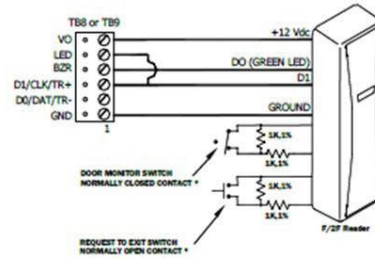 TB8 or TB9
VO
LED
BZR
D1/CLK/TR+
D0/DAT/TR-
GND
1
+12 Vdc
DO (GREEN LED)
D1
GROUND
1K,1%
1K,1%
DOOR MONITOR SWITCH
NORMALLY CLOSED CONTACT *
1K,1%
1K,1%
REQUEST TO EXIT SWITCH
NORMALLY OPEN CONTACT *
F/2F Reader